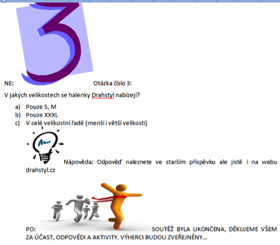 3
NE: Otázka číslo 3:
V jakých velikostech se halenky Drahstyl nabízejí?
a) Pouze S, M
b) Pouze XXXL
c) V celé velikostní řadě (menší i větší velikosti)
Nápověda: Odpověď naleznete ve starším příspěvku ale jistě i na webu
drahstyl.cz
PO: SOUTĚŽ BYLA UKONČENA, DĚKUJEME VŠEM
ZA ÚČAST, ODPOVĚDI A AKTIVITY. VÝHERCI BUDOU ZVEŘEJNĚNY...